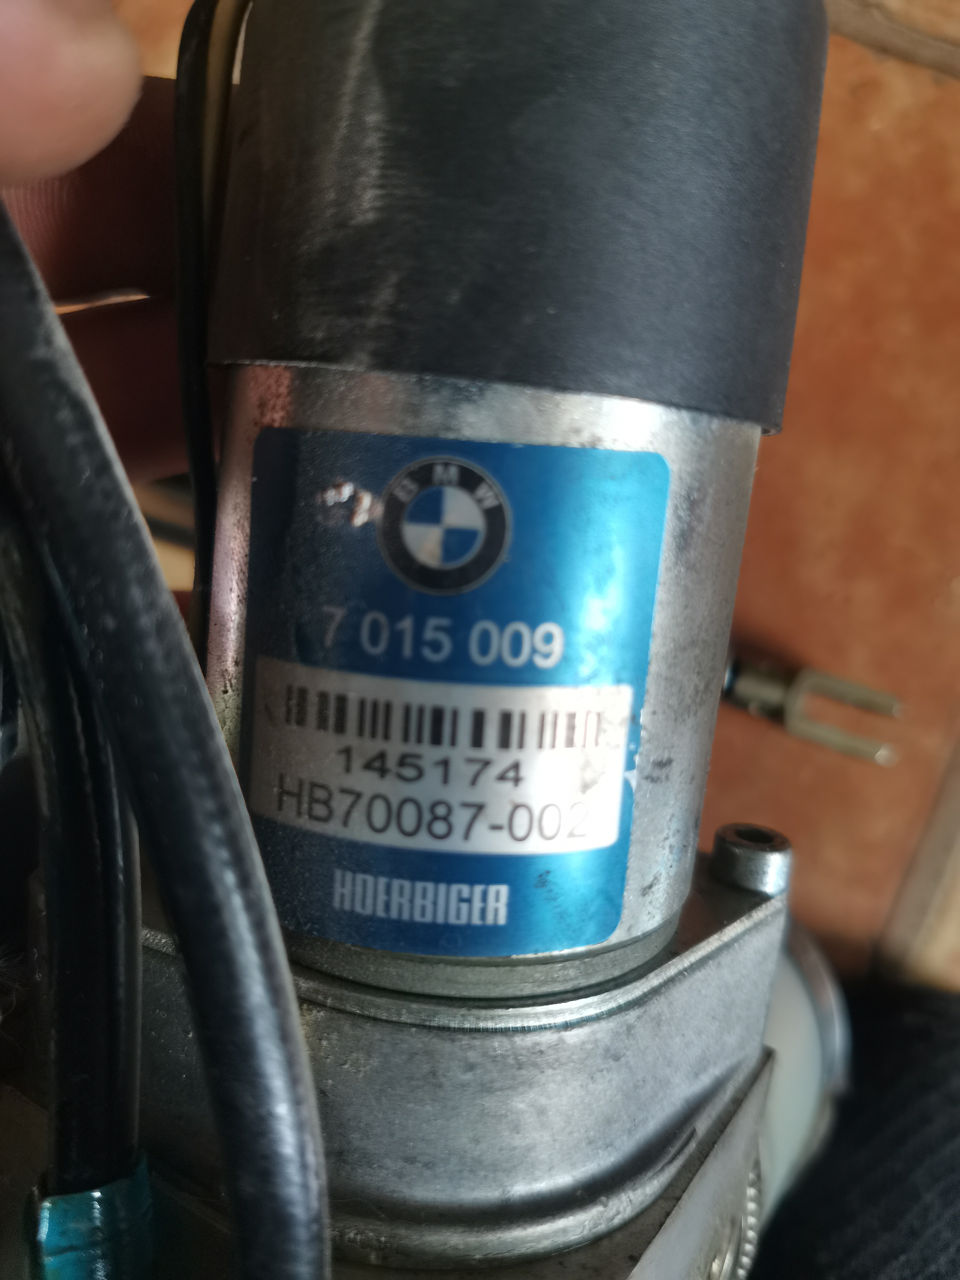 BMW
7 015 009
145174
HB70087-002
HOERBIGER